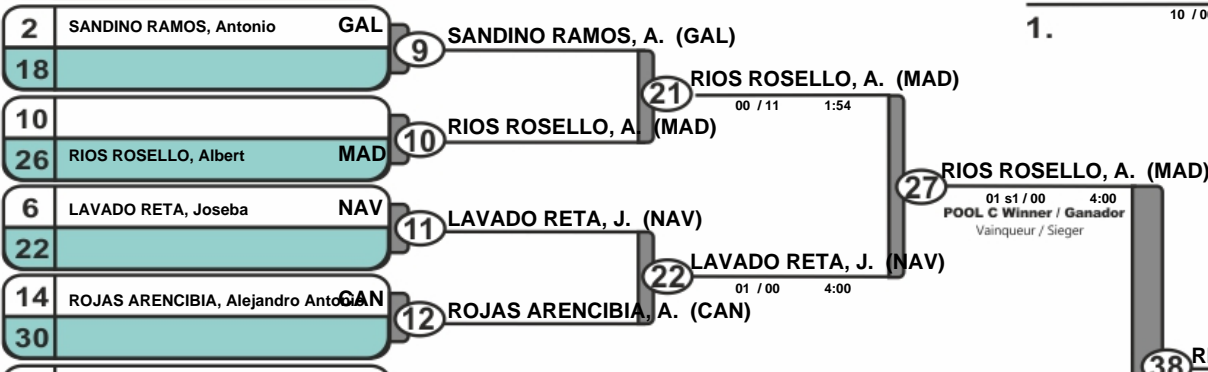 2 SANDINO RAMOS, Antonio GAL
18
10
26 RIOS ROSELLO, Albert MAD
6 LAVADO RETA, Joseba NAV
22
14 ROJAS ARENCIBIA, Alejandro Antonio CAN
30
9 SANDINO RAMOS, A. (GAL)
10 RIOS ROSELLO, A. (MAD)
11 LAVADO RETA, J. (NAV)
12 ROJAS ARENCIBIA, A. (CAN)
21 RIOS ROSELLO, A. (MAD)
00 / 11 1:54
22 LAVADO RETA, J. (NAV)
01 / 00 4:00
27 RIOS ROSELLO, A. (MAD)
01 s1 / 00 4:00
POOL C Winner / Ganador
Vainqueur / Sieger
10 / 0
1.
38